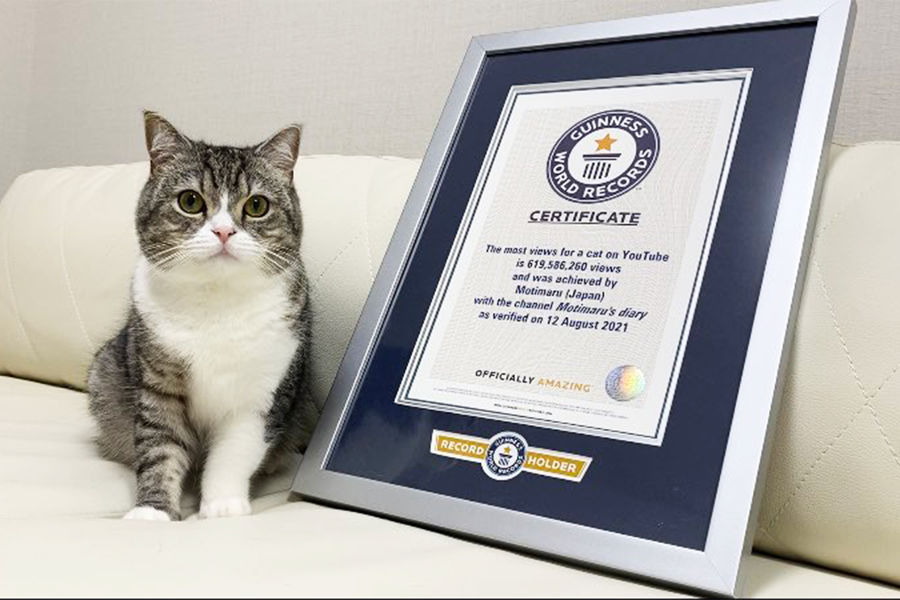 GUINNESS
WORLD RECORDS
CERTIFICATE
The most views for a cat on YouTube
is 619,586,260 views
and was achieved by
Motimaru (Japan)
with the channel Motimaru's diary
as verified on 12 August 2021
OFFICIALLY AMAZING
RECORD HOLDER
GUINNESS
WORLD RECORDS